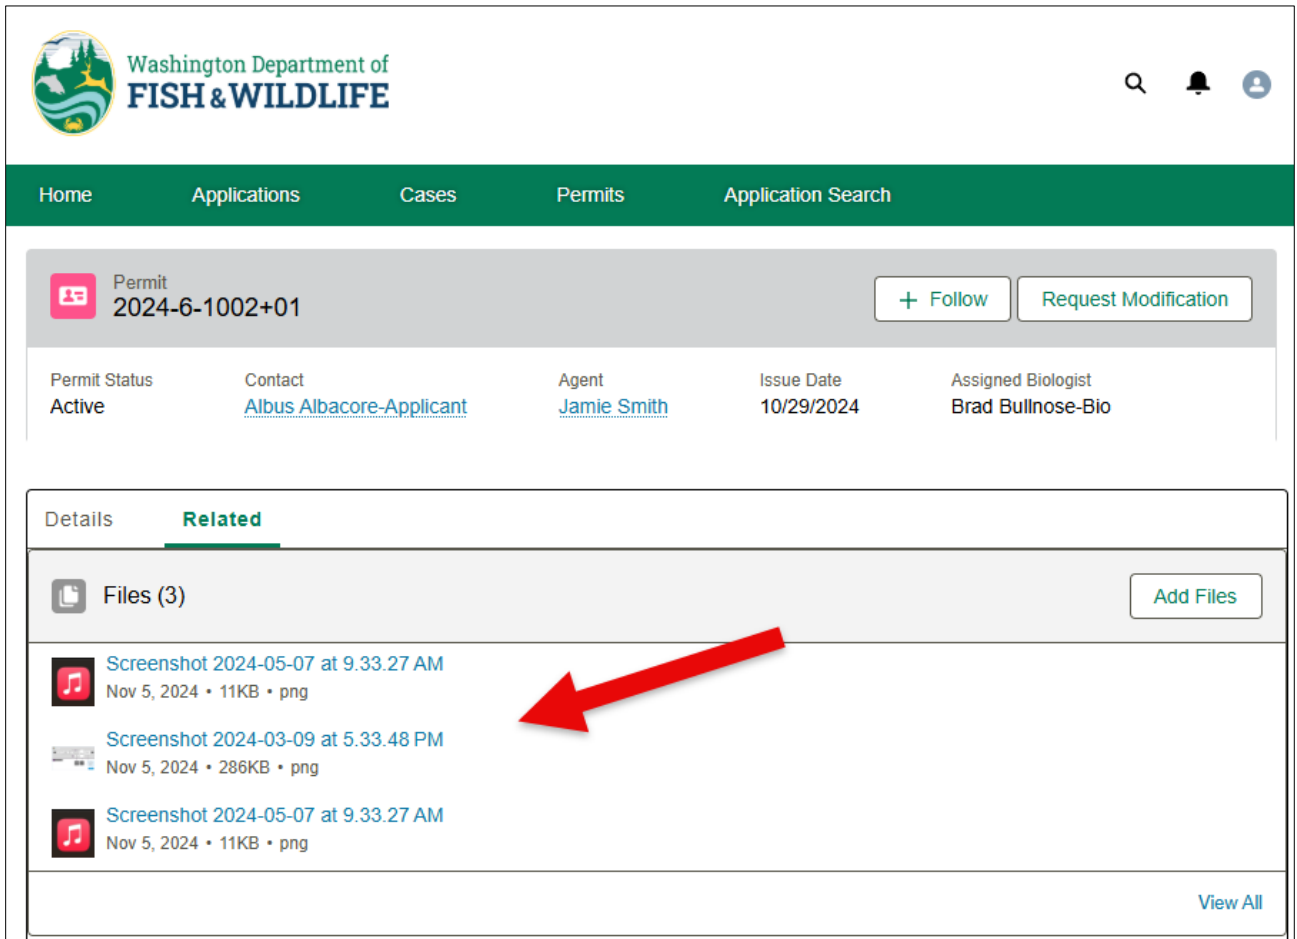 Washington Department of
FISH & WILDLIFE
Home Applications Cases Permits Application Search
Permit
2024-6-1002+01
+ Follow Request Modification
Permit Status Contact Agent Issue Date Assigned Biologist
Active Albus Albacore-Applicant Jamie Smith 10/29/2024 Brad Bullnose-Bio
Details Related
Files (3) Add Files
Screenshot 2024-05-07 at 9.33.27 AM
Nov 5, 2024 • 11KB • png
Screenshot 2024-03-09 at 5.33.48 PM
Nov 5, 2024 • 286KB • png
Screenshot 2024-05-07 at 9.33.27 AM
Nov 5, 2024 • 11KB • png
View All